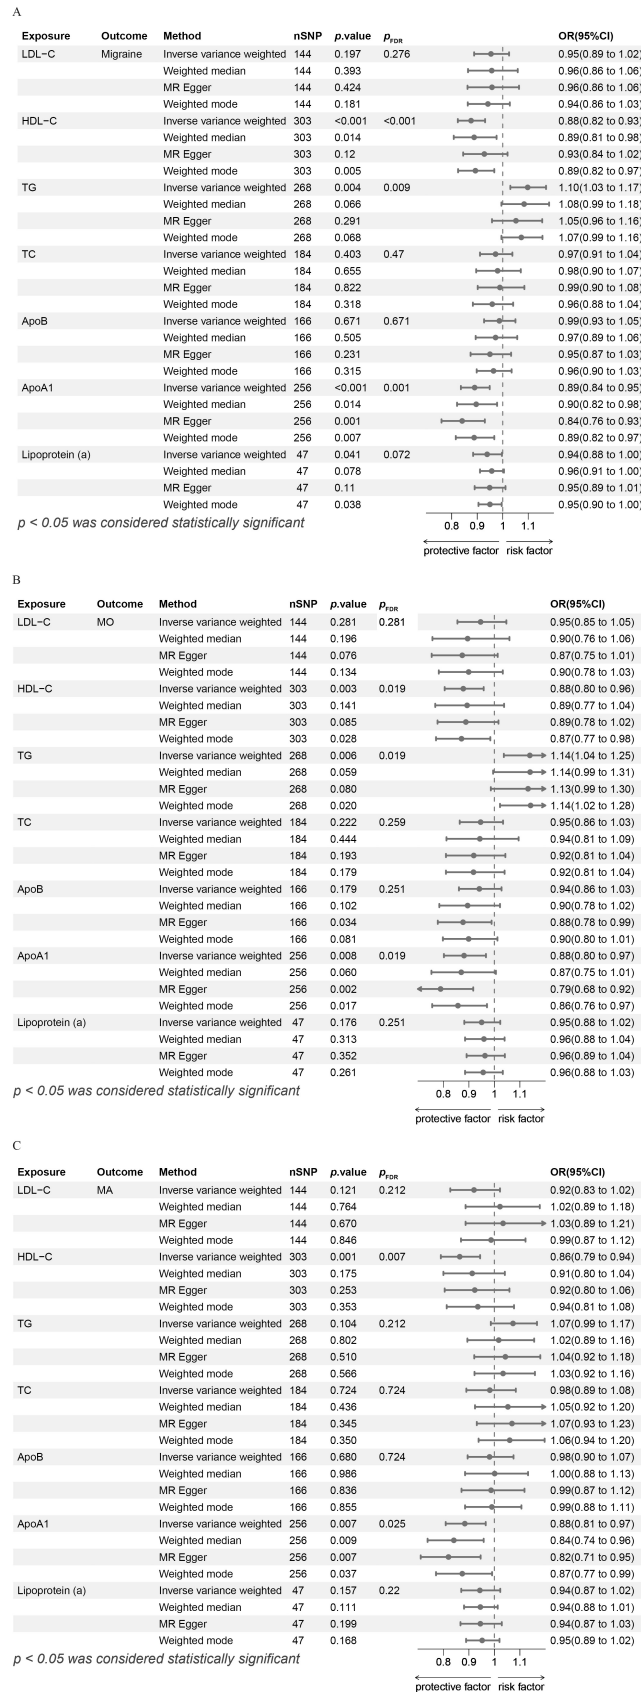 A
Exposure Outcome Method nSNP p.value pFDR OR(95%CI)
LDL−C Migraine Inverse variance weighted 144 0.197 0.276 0.95(0.89 to 1.02)
Weighted median 144 0.393 0.96(0.86 to 1.06)
MR Egger 144 0.424 0.96(0.86 to 1.06)
Weighted mode 144 0.181 0.94(0.86 to 1.03)
HDL−C Inverse variance weighted 303 <0.001 <0.001 0.88(0.82 to 0.93)
Weighted median 303 0.014 0.89(0.81 to 0.98)
MR Egger 303 0.12 0.93(0.84 to 1.02)
Weighted mode 303 0.005 0.89(0.82 to 0.97)
TG Inverse variance weighted 268 0.004 0.009 1.10(1.03 to 1.17)
Weighted median 268 0.066 1.08(0.99 to 1.18)
MR Egger 268 0.291 1.05(0.96 to 1.16)
Weighted mode 268 0.068 1.07(0.99 to 1.16)
TC Inverse variance weighted 184 0.403 0.47 0.97(0.91 to 1.04)
Weighted median 184 0.655 0.98(0.90 to 1.07)
MR Egger 184 0.822 0.99(0.90 to 1.08)
Weighted mode 184 0.318 0.96(0.88 to 1.04)
ApoB Inverse variance weighted 166 0.671 0.671 0.99(0.93 to 1.05)
Weighted median 166 0.505 0.97(0.89 to 1.06)
MR Egger 166 0.231 0.95(0.87 to 1.03)
Weighted mode 166 0.315 0.96(0.90 to 1.03)
ApoA1 Inverse variance weighted 256 <0.001 0.001 0.89(0.84 to 0.95)
Weighted median 256 0.014 0.90(0.82 to 0.98)
MR Egger 256 0.001 0.84(0.76 to 0.93)
Weighted mode 256 0.007 0.89(0.82 to 0.97)
Lipoprotein (a) Inverse variance weighted 47 0.041 0.072 0.94(0.88 to 1.00)
Weighted median 47 0.078 0.96(0.91 to 1.00)
MR Egger 47 0.11 0.95(0.89 to 1.01)
Weighted mode 47 0.038 0.95(0.90 to 1.00)
p < 0.05 was considered statistically significant
0.8 0.9 1 1.1
protective factor risk factor
B
Exposure Outcome Method nSNP p.value pFDR OR(95%CI)
LDL−C MO Inverse variance weighted 144 0.281 0.281 0.95(0.85 to 1.05)
Weighted median 144 0.196 0.90(0.76 to 1.06)
MR Egger 144 0.076 0.87(0.75 to 1.01)
Weighted mode 144 0.134 0.90(0.78 to 1.03)
HDL−C Inverse variance weighted 303 0.003 0.019 0.88(0.80 to 0.96)
Weighted median 303 0.141 0.89(0.77 to 1.04)
MR Egger 303 0.085 0.89(0.78 to 1.02)
Weighted mode 303 0.028 0.87(0.77 to 0.98)
TG Inverse variance weighted 268 0.006 0.019 1.14(1.04 to 1.25)
Weighted median 268 0.059 1.14(0.99 to 1.31)
MR Egger 268 0.080 1.13(0.99 to 1.30)
Weighted mode 268 0.020 1.14(1.02 to 1.28)
TC Inverse variance weighted 184 0.222 0.259 0.95(0.86 to 1.03)
Weighted median 184 0.444 0.94(0.81 to 1.09)
MR Egger 184 0.193 0.92(0.81 to 1.04)
Weighted mode 184 0.179 0.92(0.81 to 1.04)
ApoB Inverse variance weighted 166 0.179 0.251 0.94(0.86 to 1.03)
Weighted median 166 0.102 0.90(0.78 to 1.02)
MR Egger 166 0.034 0.88(0.78 to 0.99)
Weighted mode 166 0.081 0.90(0.80 to 1.01)
ApoA1 Inverse variance weighted 256 0.008 0.019 0.88(0.80 to 0.97)
Weighted median 256 0.060 0.87(0.75 to 1.01)
MR Egger 256 0.002 0.79(0.68 to 0.92)
Weighted mode 256 0.017 0.86(0.76 to 0.97)
Lipoprotein (a) Inverse variance weighted 47 0.176 0.251 0.95(0.88 to 1.02)
Weighted median 47 0.313 0.96(0.88 to 1.04)
MR Egger 47 0.352 0.96(0.89 to 1.04)
Weighted mode 47 0.261 0.96(0.88 to 1.03)
p < 0.05 was considered statistically significant
0.8 0.9 1 1.1
protective factor risk factor
C
Exposure Outcome Method nSNP p.value pFDR OR(95%CI)
LDL−C MA Inverse variance weighted 144 0.121 0.212 0.92(0.83 to 1.02)
Weighted median 144 0.764 1.02(0.89 to 1.18)
MR Egger 144 0.670 1.03(0.89 to 1.21)
Weighted mode 144 0.846 0.99(0.87 to 1.12)
HDL−C Inverse variance weighted 303 0.001 0.007 0.86(0.79 to 0.94)
Weighted median 303 0.175 0.91(0.80 to 1.04)
MR Egger 303 0.253 0.92(0.80 to 1.06)
Weighted mode 303 0.353 0.94(0.81 to 1.08)
TG Inverse variance weighted 268 0.104 0.212 1.07(0.99 to 1.17)
Weighted median 268 0.802 1.02(0.89 to 1.16)
MR Egger 268 0.510 1.04(0.92 to 1.18)
Weighted mode 268 0.566 1.03(0.92 to 1.16)
TC Inverse variance weighted 184 0.724 0.724 0.98(0.89 to 1.08)
Weighted median 184 0.436 1.05(0.92 to 1.20)
MR Egger 184 0.345 1.07(0.93 to 1.23)
Weighted mode 184 0.350 1.06(0.94 to 1.20)
ApoB Inverse variance weighted 166 0.680 0.724 0.98(0.90 to 1.07)
Weighted median 166 0.986 1.00(0.88 to 1.13)
MR Egger 166 0.836 0.99(0.87 to 1.12)
Weighted mode 166 0.855 0.99(0.88 to 1.11)
ApoA1 Inverse variance weighted 256 0.007 0.025 0.88(0.81 to 0.97)
Weighted median 256 0.009 0.84(0.74 to 0.96)
MR Egger 256 0.007 0.82(0.71 to 0.95)
Weighted mode 256 0.037 0.87(0.77 to 0.99)
Lipoprotein (a) Inverse variance weighted 47 0.157 0.22 0.94(0.87 to 1.02)
Weighted median 47 0.111 0.94(0.88 to 1.01)
MR Egger 47 0.199 0.94(0.87 to 1.03)
Weighted mode 47 0.168 0.95(0.89 to 1.02)
p < 0.05 was considered statistically significant
0.8 0.9 1 1.1
protective factor risk factor